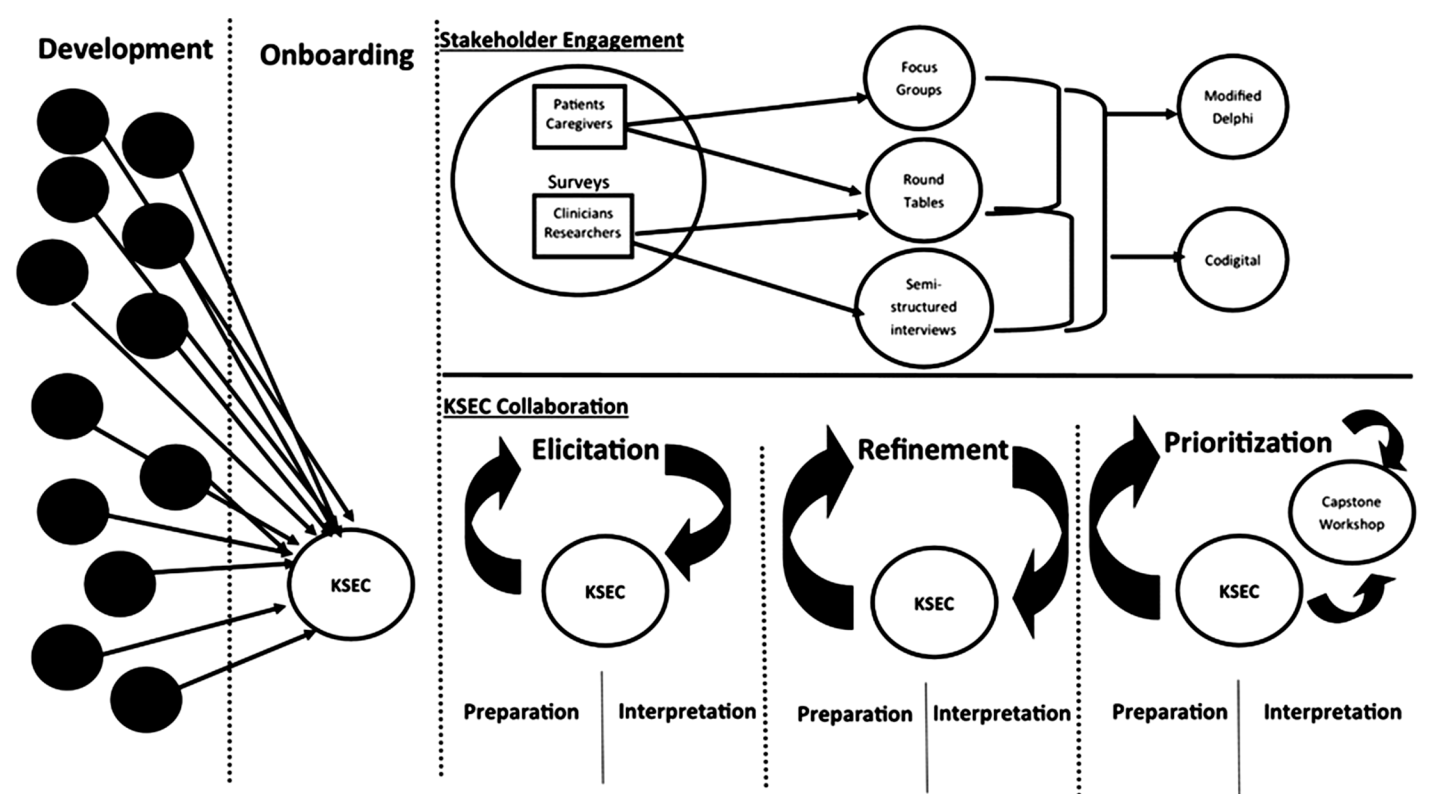 Development
Onboarding
KSEC
Stakeholder Engagement
Patients
Caregivers
Surveys
Clinicians
Researchers
Focus
Groups
Round
Tables
Semi-
structured
interviews
Modified
Delphi
Codigital
KSEC Collaboration
Elicitation
KSEC
Preparation
Interpretation
Refinement
KSEC
Preparation
Interpretation
Prioritization
Capstone
Workshop
KSEC
Preparation
Interpretation